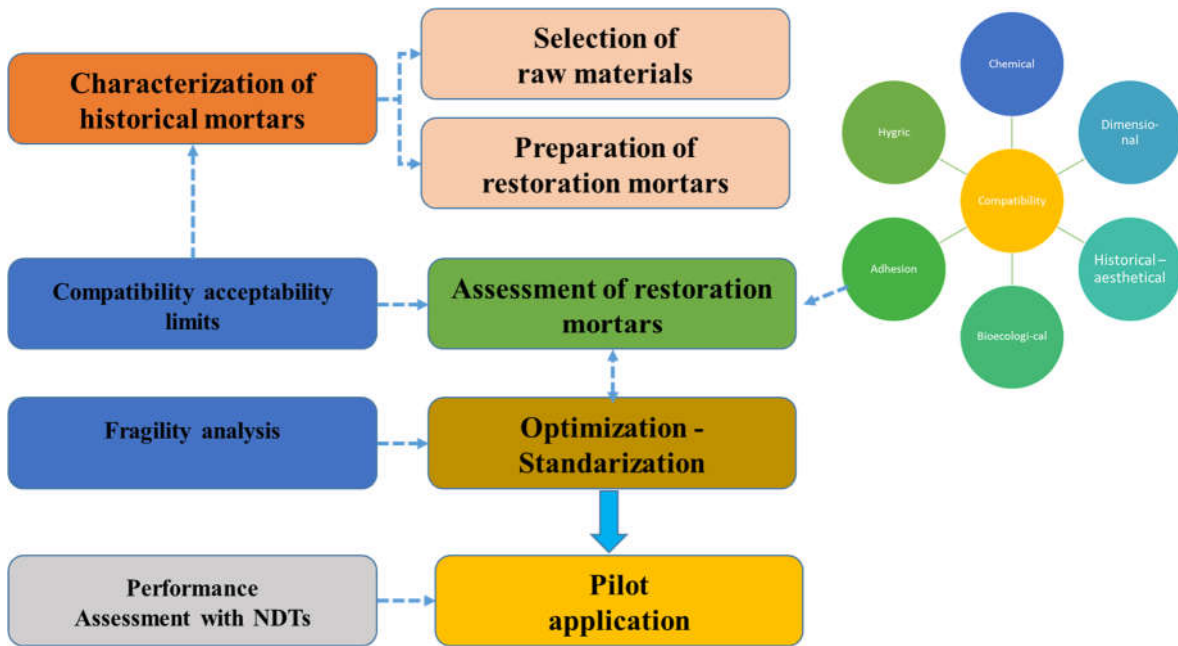 Characterization of
historical mortars
Selection of
raw materials
Preparation of
restoration mortars
Compatibility acceptability
limits
Assessment of restoration
mortars
Fragility analysis
Optimization -
Standarization
Performance
Assessment with NDTs
Pilot
application
Chemical
Dimensio-
nal
Historical –
aesthetical
Bioecologi-cal
Adhesion
Hygric
Compatibility